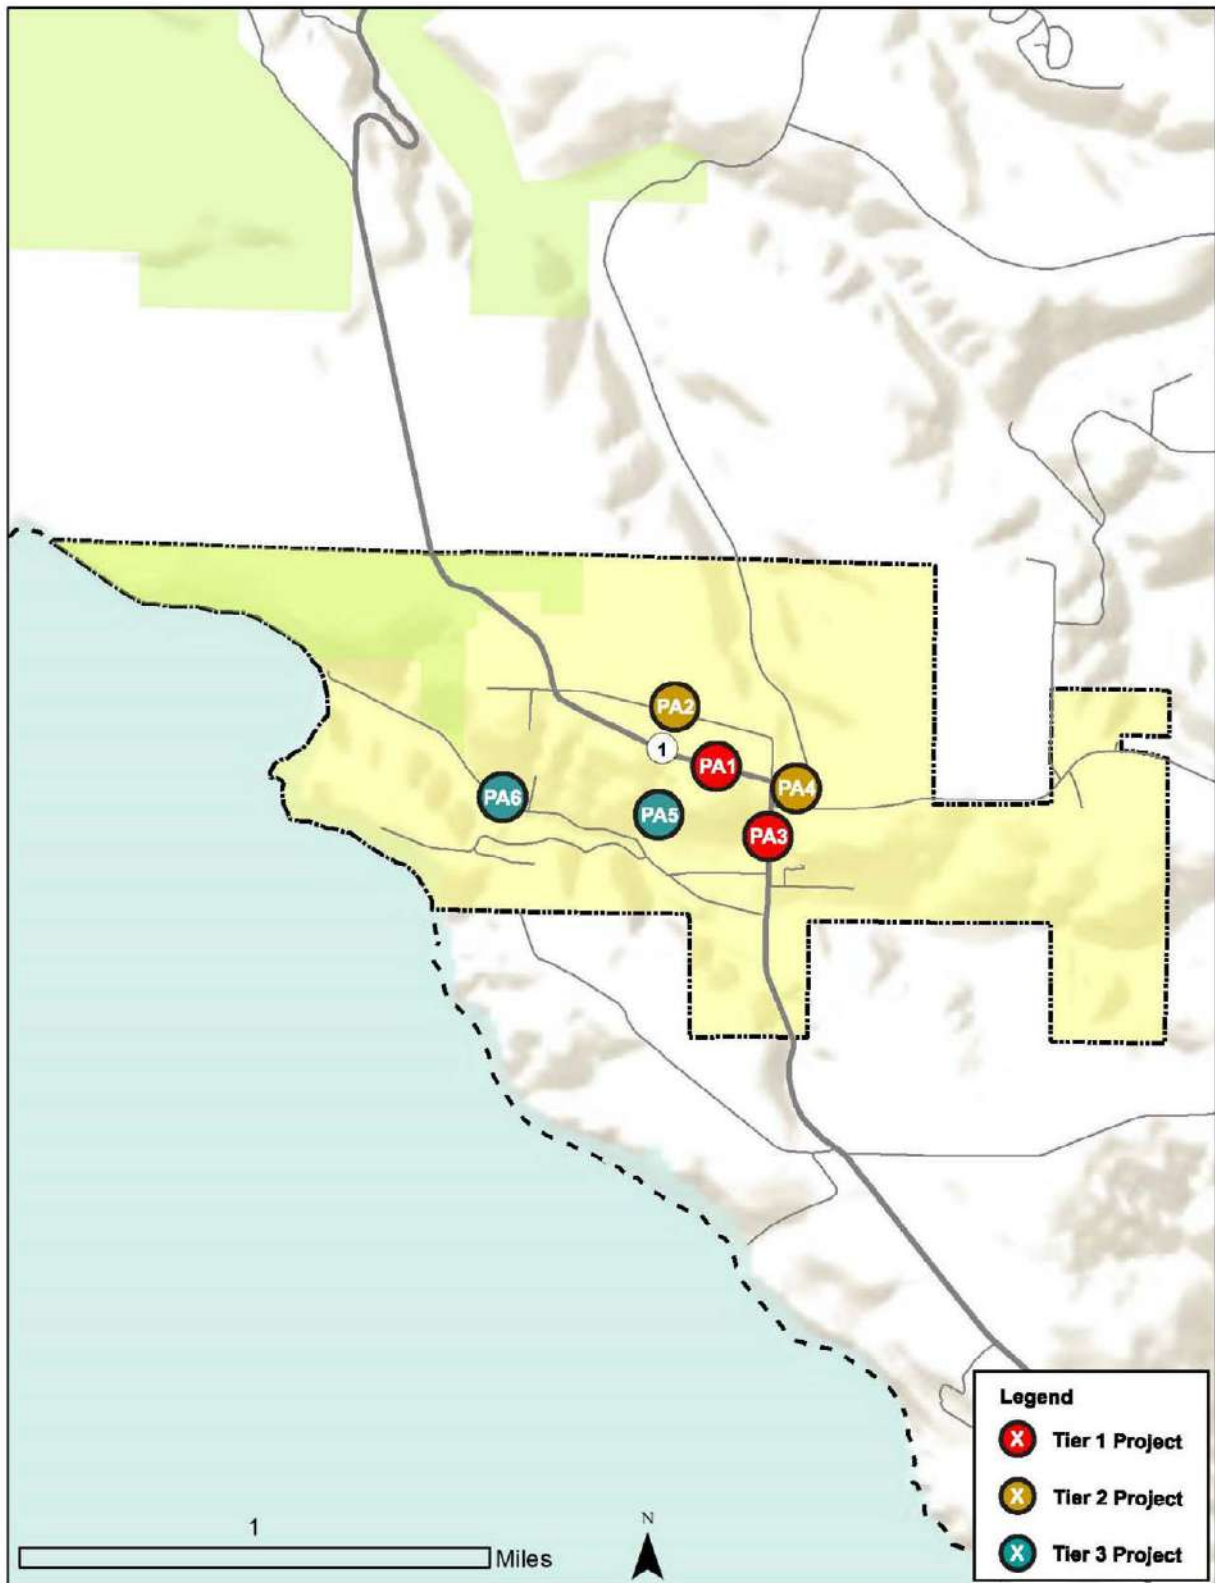 PA2
1
PA1
PA4
PA6
PA5
PA3
Legend
X Tier 1 Project
X Tier 2 Project
X Tier 3 Project
1
Miles
N